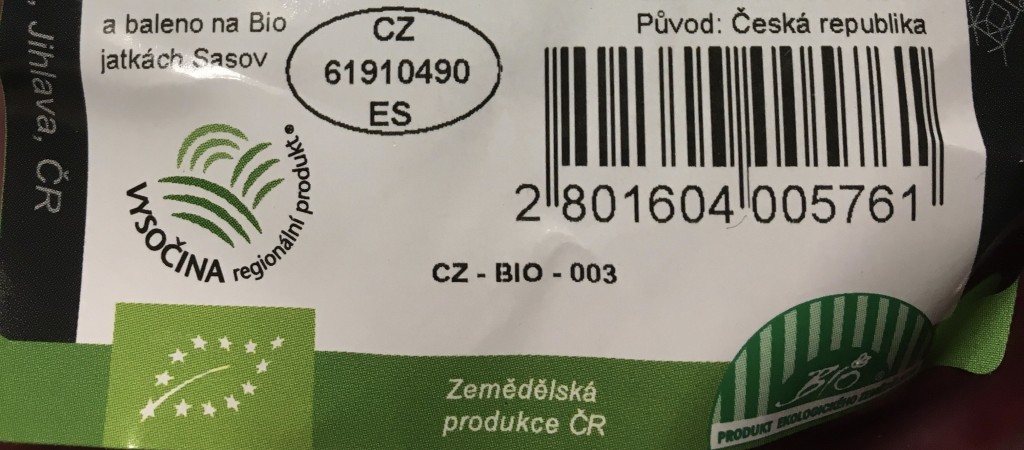 a baleno na Bio
jatkách Sasov
CZ
61910490
ES
Původ: Česká republika
2 801604 005761
, Jihlava, ČR
VYSOČINA regionální produkt®
CZ - BIO - 003
Zemědělská
produkce ČR
BIO
PRODUKT EKOLOGICKÉHO